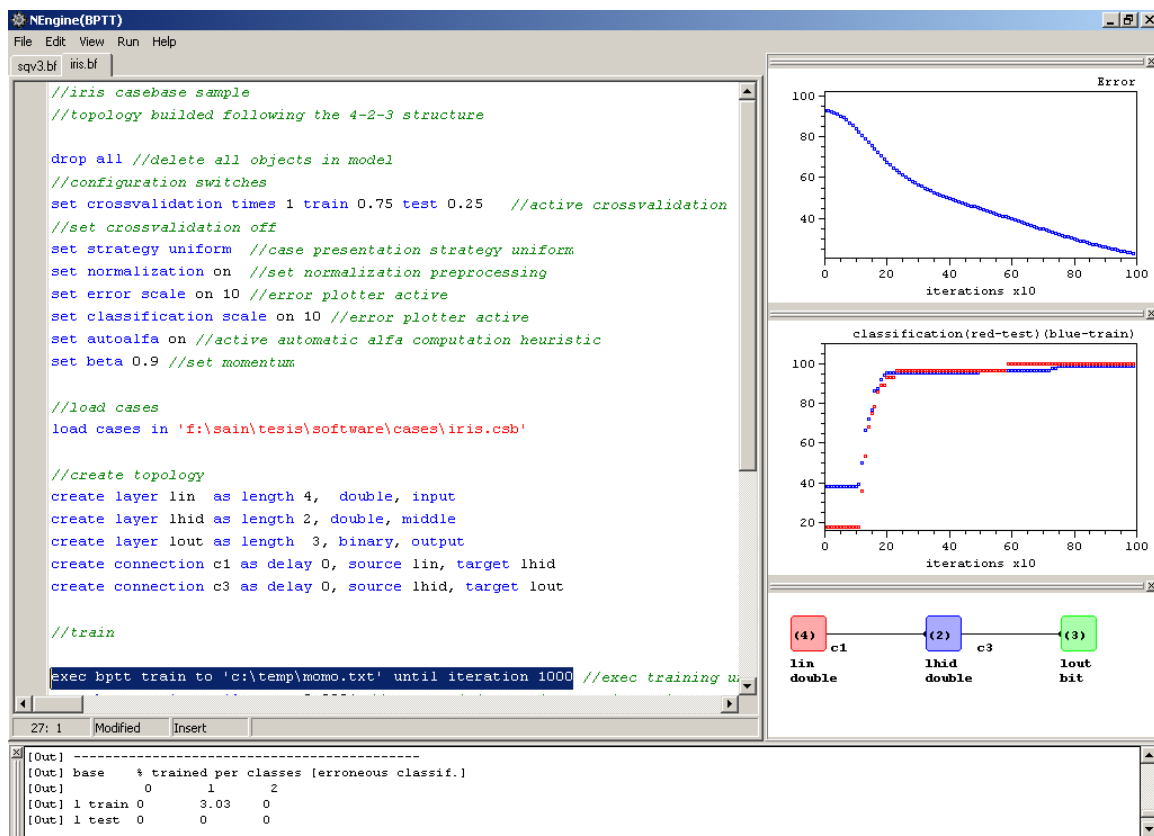 NEngine(BPTT)
File Edit View Run Help
sqv3.bf iris.bf
//iris casebase sample
//topology builded following the 4-2-3 structure
drop all //delete all objects in model
//configuration switches
set crossvalidation times 1 train 0.75 test 0.25 //active crossvalidation
//set crossvalidation off
set strategy uniform //case presentation strategy uniform
set normalization on //set normalization preprocessing
set error scale on 10 //error plotter active
set classification scale on 10 //error plotter active
set autoalfa on //active automatic alfa computation heuristic
set beta 0.9 //set momentum
//load cases
load cases in 'f:\sain\tesis\software\cases\iris.csb'
//create topology
create layer lin as length 4, double, input
create layer lhid as length 2, double, middle
create layer lout as length 3, binary, output
create connection c1 as delay 0, source lin, target lhid
create connection c3 as delay 0, source lhid, target lout
//train
exec bptt train to 'c:\temp\momo.txt' until iteration 1000 //exec training u
27: 1 Modified Insert
Error
100
80
60
40
0 20 40 60 80 100
iterations x10
classification(red-test)(blue-train)
100
80
60
40
20
0 20 40 60 80 100
iterations x10
(4) c1 (2) c3 (3)
lin lhid lout
double double bit
[Out] ------------------------------------------
[Out] base % trained per classes [erroneous classif.]
[Out] 0 1 2
[Out] 1 train 0 3.03 0
[Out] 1 test 0 0 0